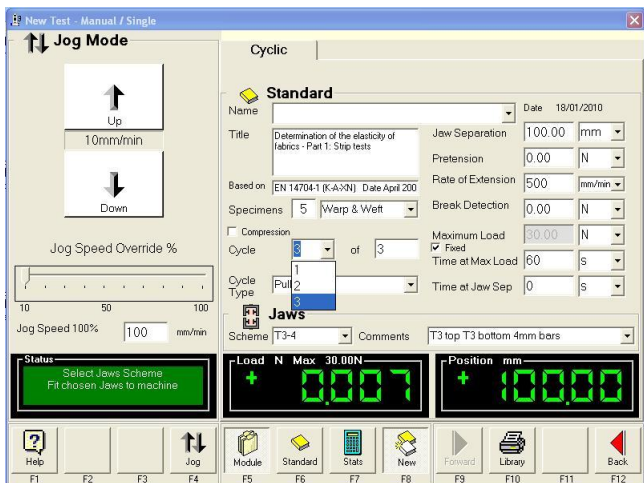 New Test - Manual / Single
Jog Mode
Up
10mm/min
Down
Jog Speed Override %
10 50 100
Jog Speed 100% 100 mm/min
Status
Select Jaws Scheme
Fit chosen Jaws to machine
Cyclic
Standard
Name
Date 18/01/2010
Title
Determination of the elasticity of
fabrics - Part 1: Strip tests
Based on EN 14704-1 (K-A-XN) Date April 200
Specimens 5 Warp & Weft
Compression
Cycle 3 of 3
1
2
3
Cycle
Type
Pull
Jaw Separation 100.00 mm
Pretension 0.00 N
Rate of Extension 500 mm/min
Break Detection 0.00 N
Maximum Load 30.00 N
Fixed
Time at Max Load 60 s
Time at Jaw Sep 0 s
Jaws
Scheme T3-4 Comments T3 top T3 bottom 4mm bars
Load N Max 30.00N
+ 0.007
Position mm
+ 100.00
Help Jog Module Standard Stats New Forward Library Back
F1 F2 F3 F4 F5 F6 F7 F8 F9 F10 F11 F12